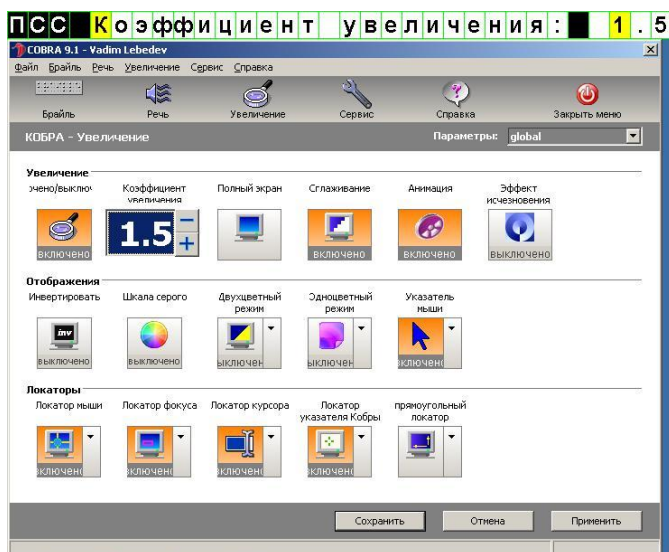 ПСС Коэффициент увеличения: 1.5
COBRA 9.1 - Vadim Lebedev
Файл Брайль Речь Увеличение Сервис Справка
Брайль Речь Увеличение Сервис Справка Закрыть меню
КОБРА - Увеличение Параметры: global
Увеличение
Коэффициент увеличения Полный экран Сглаживание Анимация Эффект исчезновения
1.5
включено включено включено выключено
Отображения
Инвертировать Шкала серого Двухцветный режим Одноцветный режим Указатель мыши
inv
выключено выключено
Локаторы
Локатор мыши Локатор фокуса Локатор курсора Локатор указателя Кобры прямоугольный локатор
Сохранить Отмена Применить